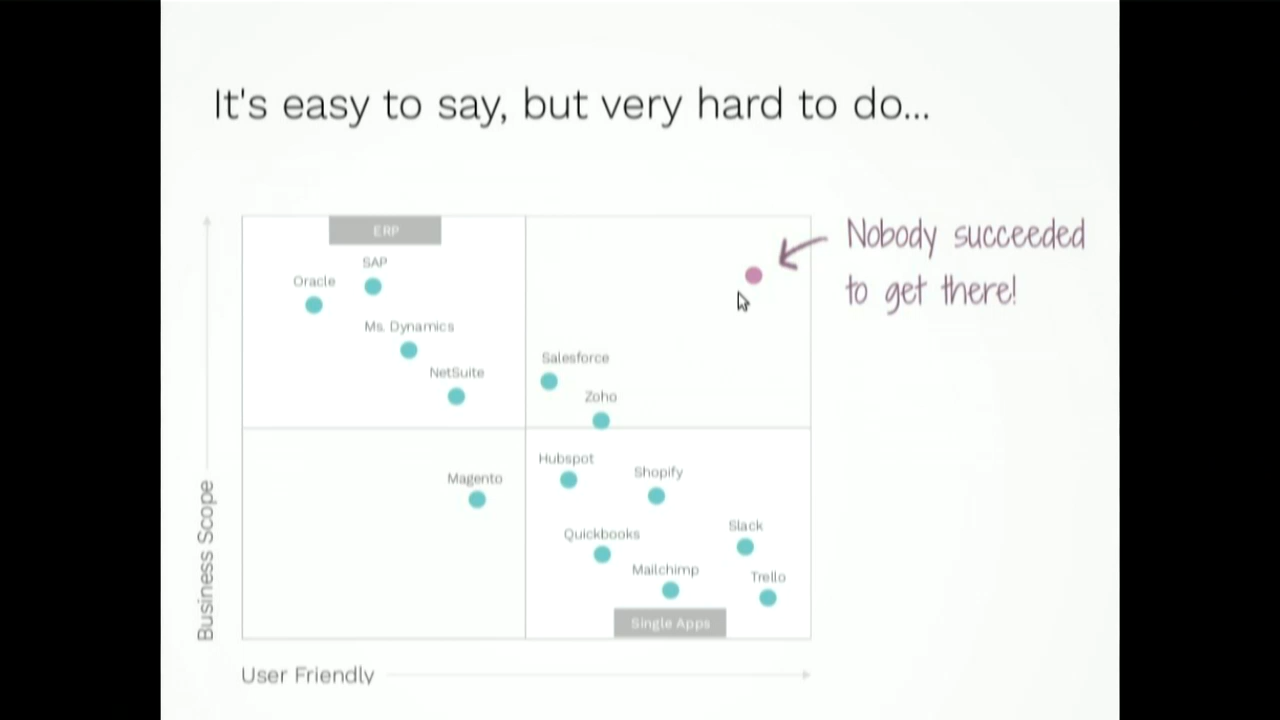 It's easy to say, but very hard to do...
ERP
Nobody succeeded
to get there!
SAP
Oracle
Ms. Dynamics
NetSuite
Salesforce
Zoho
Hubspot
Shopify
Magento
Slack
Quickbooks
Mailchimp
Trello
Single Apps
Business Scope
User Friendly